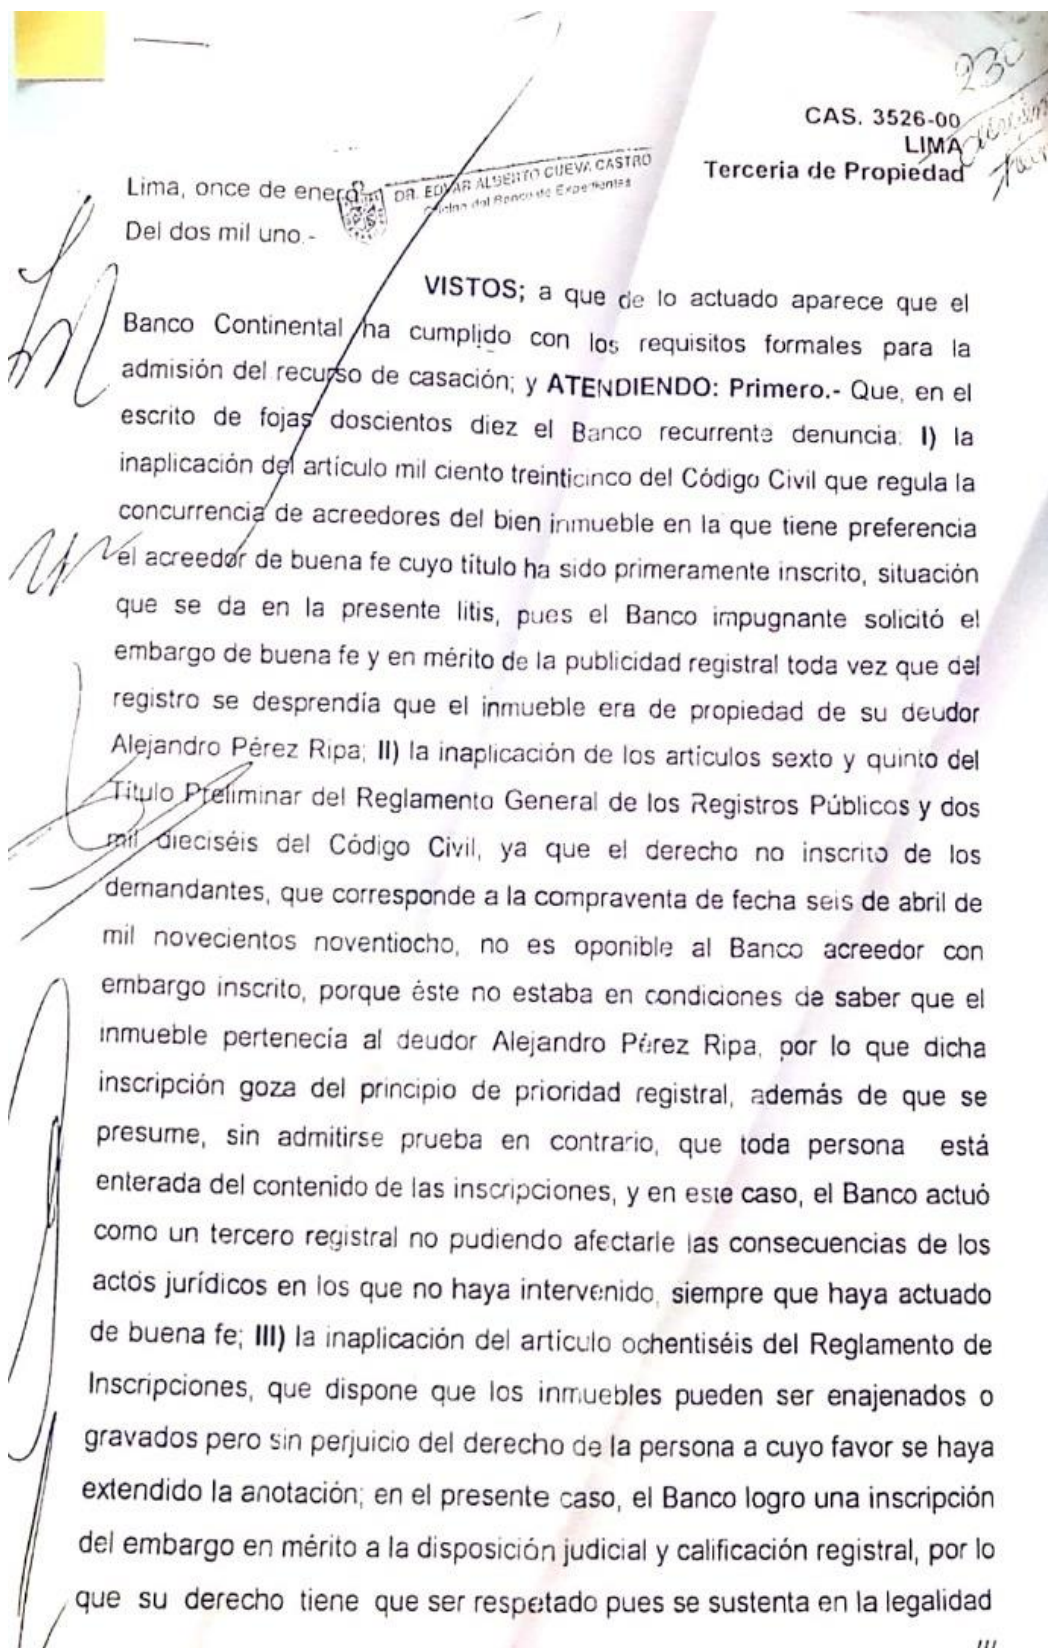 230
CAS. 3526-00
LIMA
Terceria de Propiedad
DR. EDGAR ALBERTO CUEVA CASTRO
Oficina del Banco de Expedientes
Lima, once de enero
Del dos mil uno.-
VISTOS; a que de lo actuado aparece que el
Banco Continental ha cumplido con los requisitos formales para la
admisión del recurso de casación; y ATENDIENDO: Primero.- Que, en el
escrito de fojas doscientos diez el Banco recurrente denuncia: I) la
inaplicación del artículo mil ciento treinticinco del Código Civil que regula la
concurrencia de acreedores del bien inmueble en la que tiene preferencia
el acreedor de buena fe cuyo título ha sido primeramente inscrito, situación
que se da en la presente litis, pues el Banco impugnante solicitó el
embargo de buena fe y en mérito de la publicidad registral toda vez que del
registro se desprendía que el inmueble era de propiedad de su deudor
Alejandro Pérez Ripa; II) la inaplicación de los artículos sexto y quinto del
Título Preliminar del Reglamento General de los Registros Públicos y dos
mil dieciséis del Código Civil, ya que el derecho no inscrito de los
demandantes, que corresponde a la compraventa de fecha seis de abril de
mil novecientos noventiocho, no es oponible al Banco acreedor con
embargo inscrito, porque éste no estaba en condiciones de saber que el
inmueble pertenecía al deudor Alejandro Pérez Ripa, por lo que dicha
inscripción goza del principio de prioridad registral, además de que se
presume, sin admitirse prueba en contrario, que toda persona está
enterada del contenido de las inscripciones, y en este caso, el Banco actuó
como un tercero registral no pudiendo afectarle las consecuencias de los
actos jurídicos en los que no haya intervenido, siempre que haya actuado
de buena fe; III) la inaplicación del artículo ochentiséis del Reglamento de
Inscripciones, que dispone que los inmuebles pueden ser enajenados o
gravados pero sin perjuicio del derecho de la persona a cuyo favor se haya
extendido la anotación; en el presente caso, el Banco logro una inscripción
del embargo en mérito a la disposición judicial y calificación registral, por lo
que su derecho tiene que ser respetado pues se sustenta en la legalidad
///